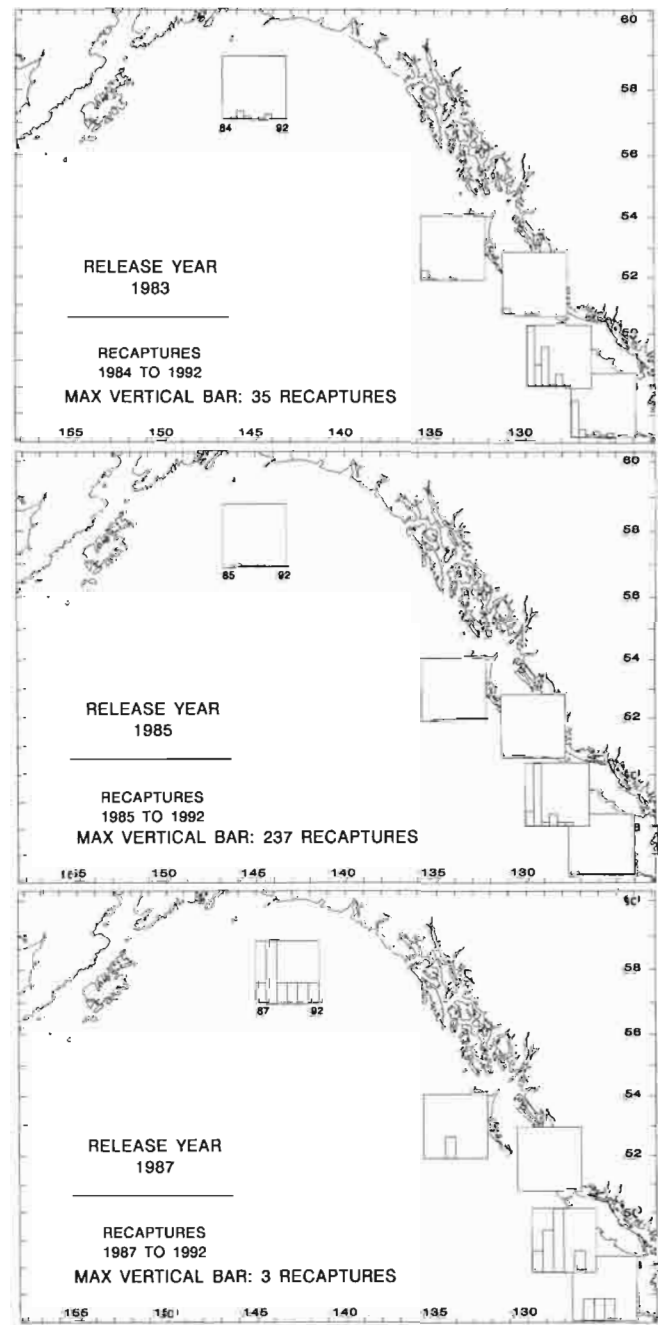 60
58
84 92
56
54
RELEASE YEAR
1983
52
50
RECAPTURES
1984 TO 1992
MAX VERTICAL BAR: 35 RECAPTURES
155 150 145 140 135 130
60
58
85 92
56
54
RELEASE YEAR
1985
52
RECAPTURES
1985 TO 1992
MAX VERTICAL BAR: 237 RECAPTURES
155 150 145 140 135 130
58
87 92
56
54
RELEASE YEAR
1987
52
50
RECAPTURES
1987 TO 1992
MAX VERTICAL BAR: 3 RECAPTURES
145 140 135 130